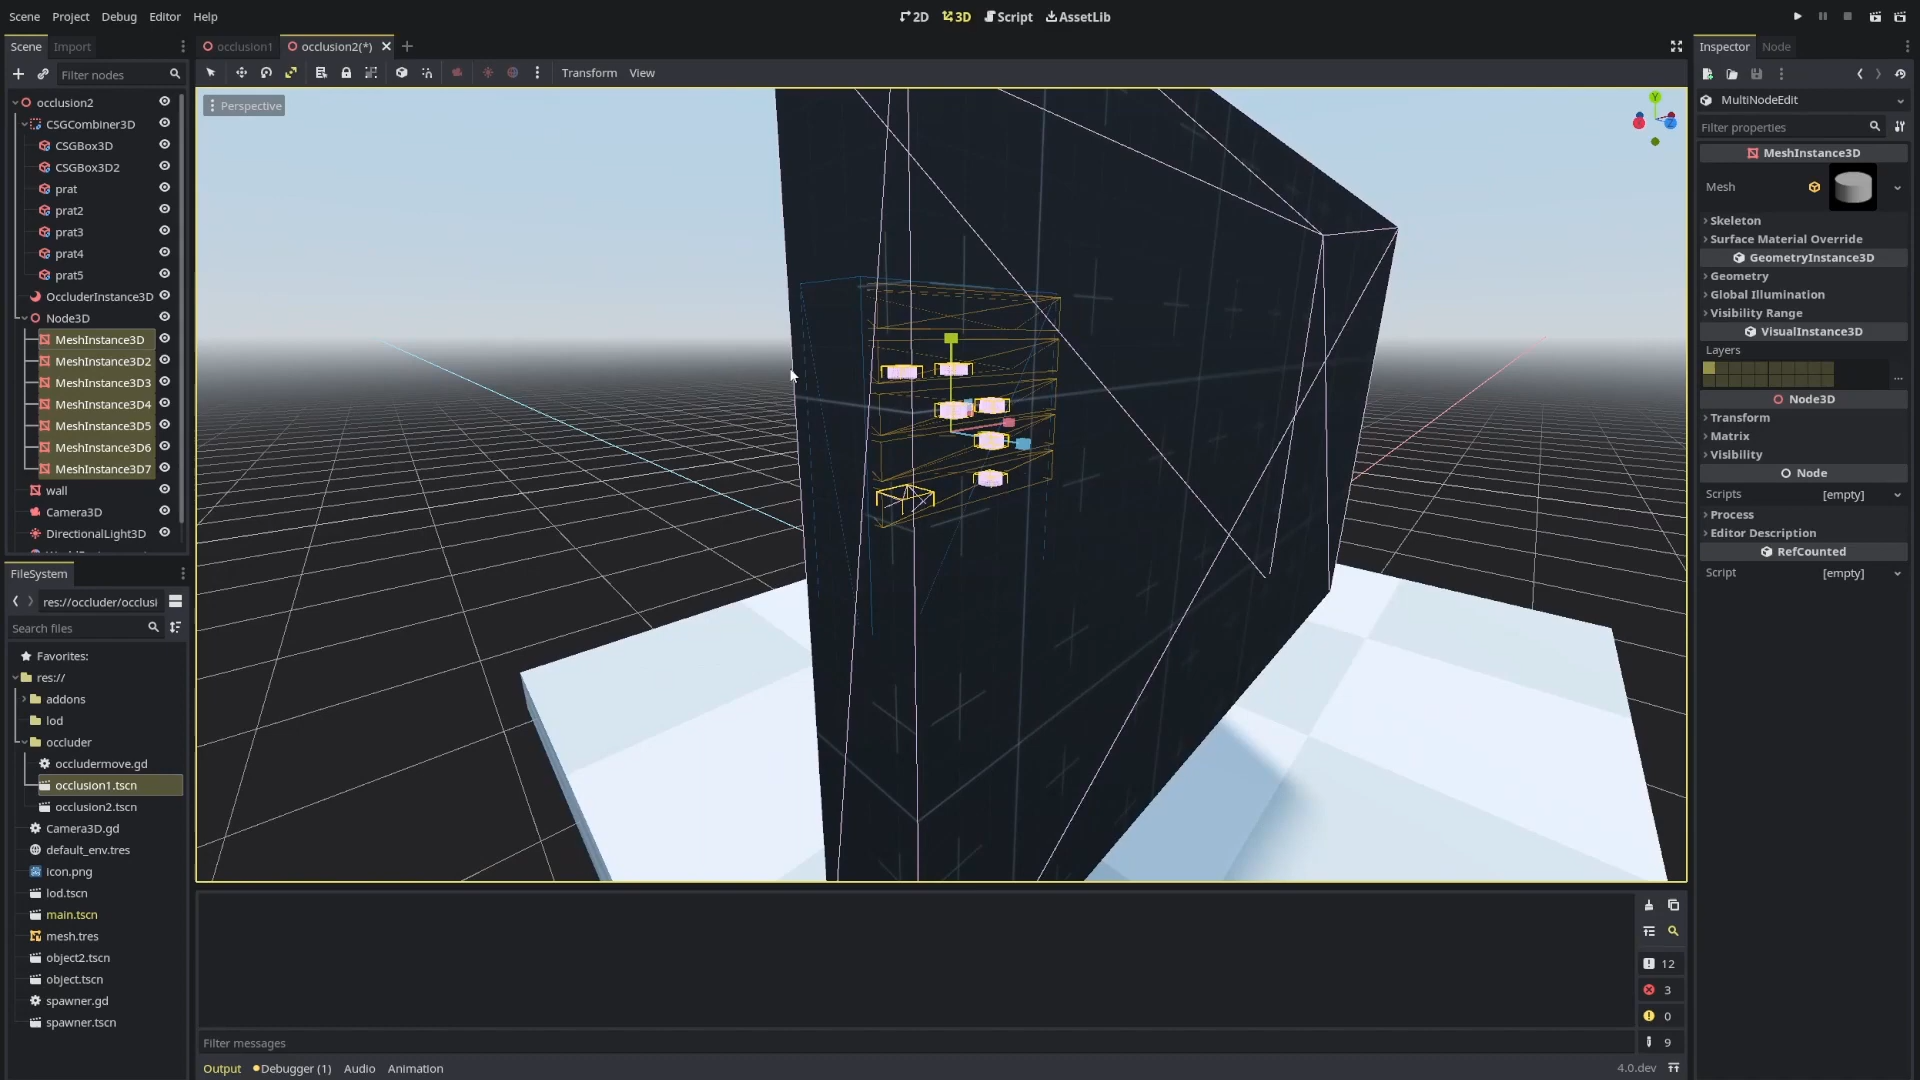 Scene Project Debug Editor Help
2D 3D Script AssetLib
Scene Import
occlusion1 occlusion2(*)
Inspector Node
Filter nodes
Transform View
Perspective
occlusion2
CSGCombiner3D
CSGBox3D
CSGBox3D2
prat
prat2
prat3
prat4
prat5
OccluderInstance3D
Node3D
MeshInstance3D
MeshInstance3D2
MeshInstance3D3
MeshInstance3D4
MeshInstance3D5
MeshInstance3D6
MeshInstance3D7
wall
Camera3D
DirectionalLight3D
FileSystem
res://occluder/occlusi
Search files
Favorites:
res://
addons
lod
occluder
occludermove.gd
occlusion1.tscn
occlusion2.tscn
Camera3D.gd
default_env.tres
icon.png
lod.tscn
main.tscn
mesh.tres
object2.tscn
object.tscn
spawner.gd
spawner.tscn
Y
Z
MultiNodeEdit
Filter properties
MeshInstance3D
Mesh
Skeleton
Surface Material Override
GeometryInstance3D
Geometry
Global Illumination
Visibility Range
VisualInstance3D
Layers
...
Node3D
Transform
Matrix
Visibility
Node
Scripts [empty]
Process
Editor Description
RefCounted
Script [empty]
12
3
0
9
Filter messages
Output Debugger (1) Audio Animation
4.0.dev